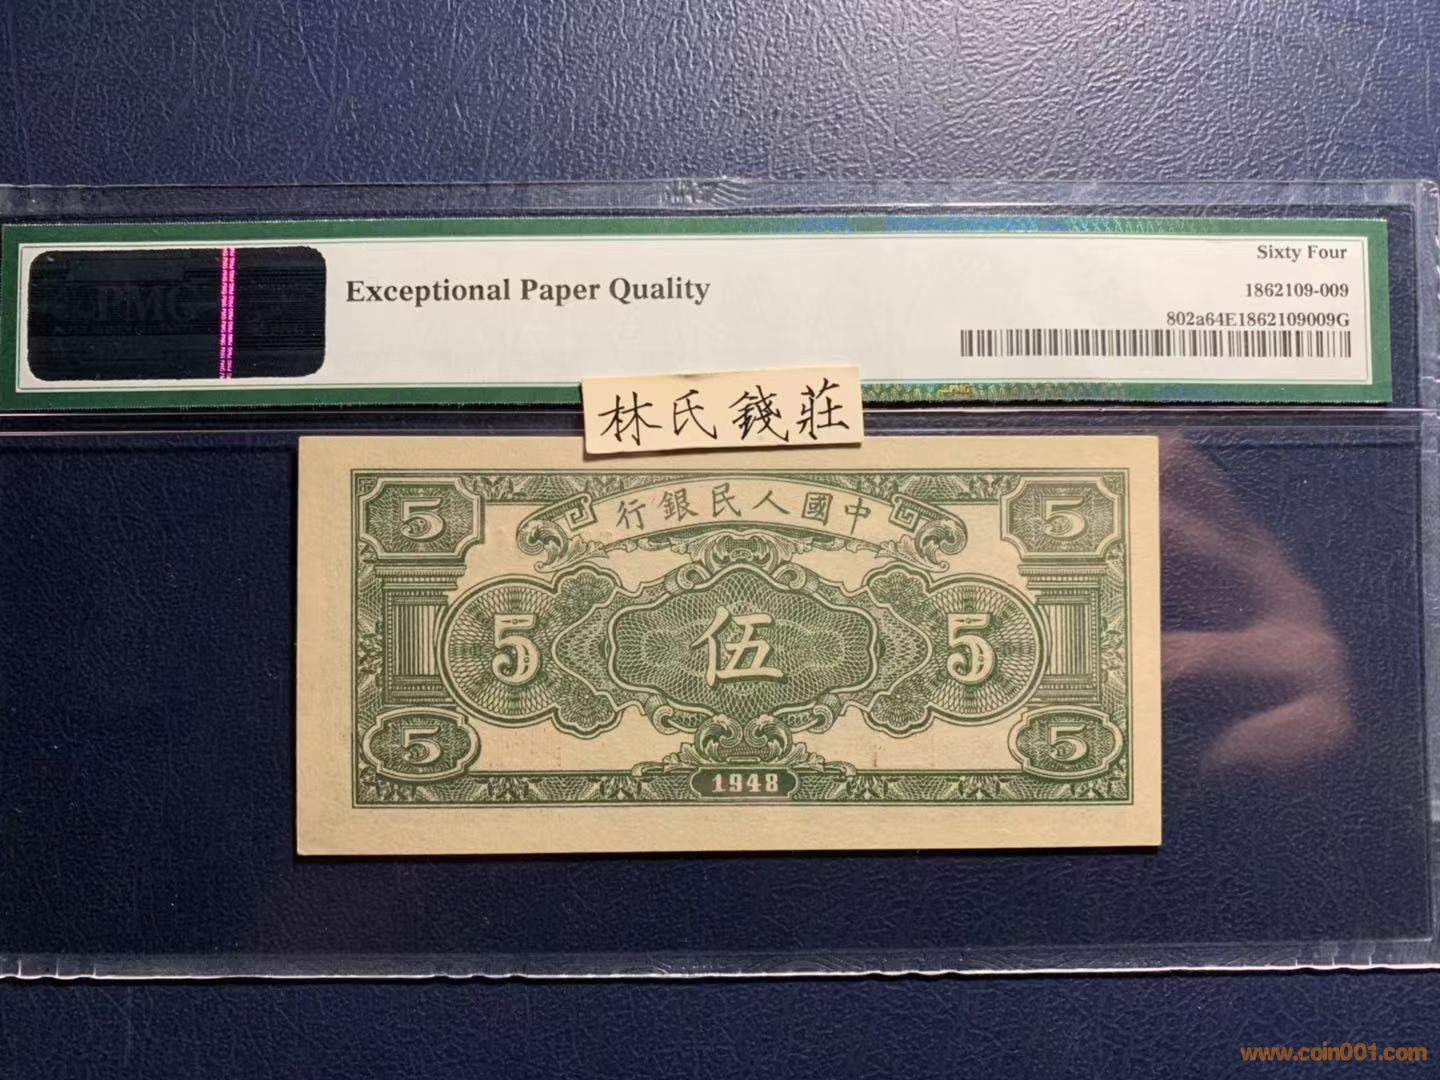 PMG
Exceptional Paper Quality
Sixty Four
1862109-009
802a64E1862109009G
林氏錢莊
行銀民人國中
5
5
5
伍
5
5
5
1948
www.coin001.com